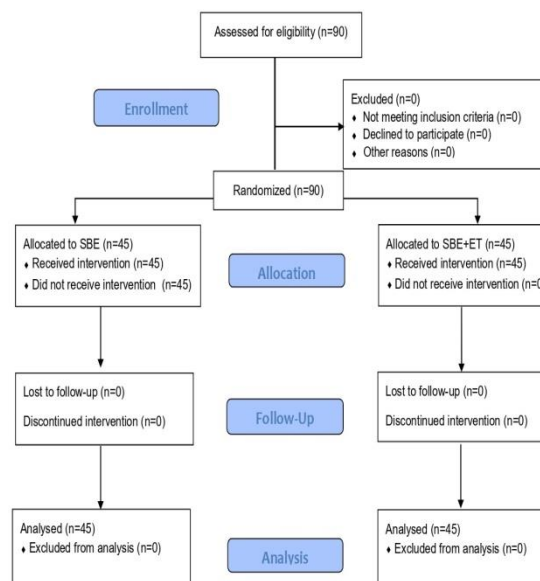 Assessed for eligibility (n=90)
Enrollment
Excluded (n=0)
♦ Not meeting inclusion criteria (n=0)
♦ Declined to participate (n=0)
♦ Other reasons (n=0)
Randomized (n=90)
Allocated to SBE (n=45)
♦ Received intervention (n=45)
♦ Did not receive intervention (n=45)
Allocation
Allocated to SBE+ET (n=45)
♦ Received intervention (n=45)
♦ Did not receive intervention (n=0
Lost to follow-up (n=0)
Discontinued intervention (n=0)
Follow-Up
Lost to follow-up (n=0)
Discontinued intervention (n=0)
Analysed (n=45)
♦ Excluded from analysis (n=0)
Analysis
Analysed (n=45)
♦ Excluded from analysis (n=0)